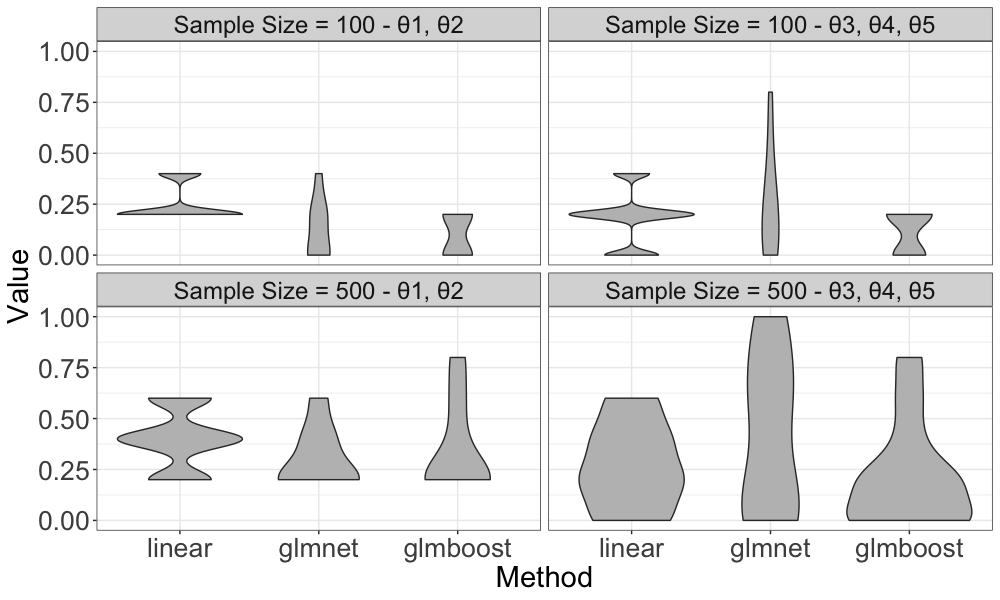 Sample Size = 100 - θ1, θ2
Sample Size = 100 - θ3, θ4, θ5
1.00
0.75
0.50
0.25
0.00
Value
Sample Size = 500 - θ1, θ2
Sample Size = 500 - θ3, θ4, θ5
1.00
0.75
0.50
0.25
0.00
linear
glmnet
glmboost
linear
glmnet
glmboost
Method